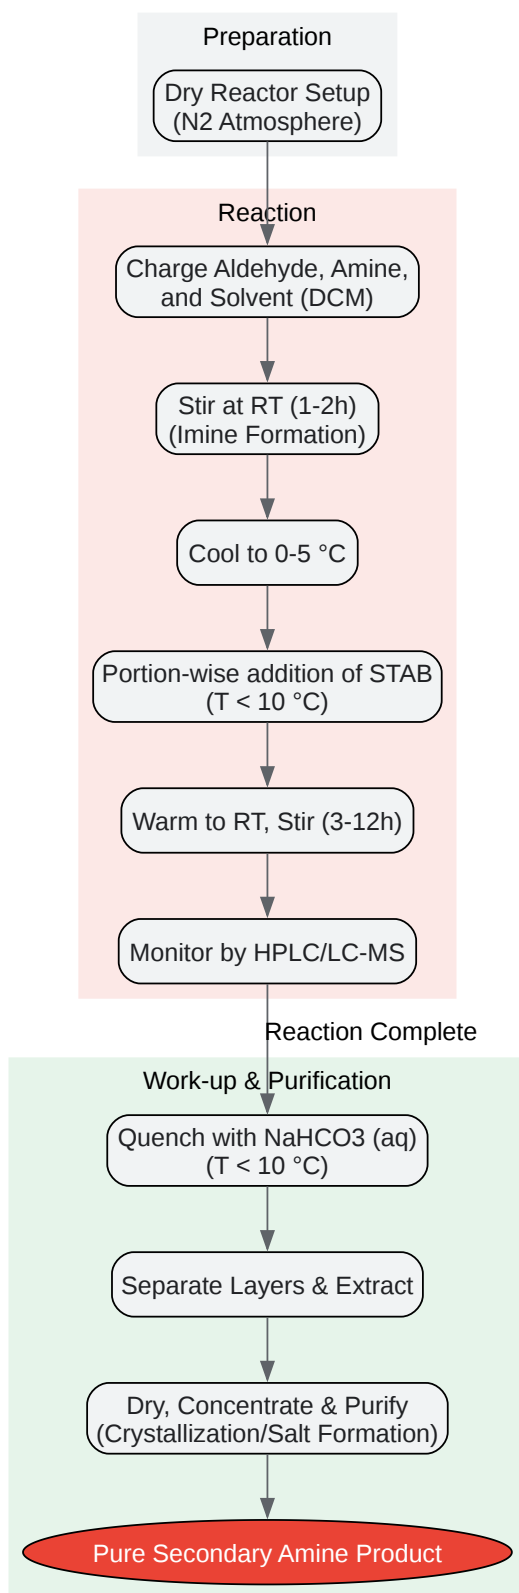 Preparation
Dry Reactor Setup
(N2 Atmosphere)
Reaction
Charge Aldehyde, Amine,
and Solvent (DCM)
Stir at RT (1-2h)
(Imine Formation)
Cool to 0-5 °C
Portion-wise addition of STAB
(T < 10 °C)
Warm to RT, Stir (3-12h)
Monitor by HPLC/LC-MS
Reaction Complete
Work-up & Purification
Quench with NaHCO3 (aq)
(T < 10 °C)
Separate Layers & Extract
Dry, Concentrate & Purify
(Crystallization/Salt Formation)
Pure Secondary Amine Product